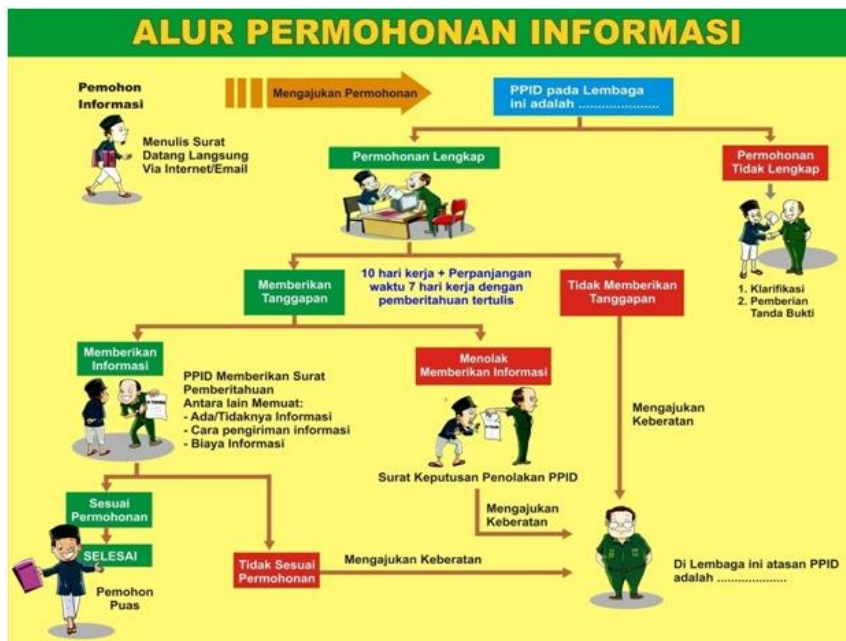 ALUR PERMOHONAN INFORMASI
Pemohon
Informasi
Mengajukan Permohonan
PPID pada Lembaga
ini adalah ......................
Menulis Surat
Datang Langsung
Via Internet/Email
Permohonan Lengkap
Permohonan
Tidak Lengkap
Memberikan
Tanggapan
10 hari kerja + Perpanjangan
waktu 7 hari kerja dengan
pemberitahuan tertulis
Tidak Memberikan
Tanggapan
1. Klarifikasi
2. Pemberian
Tanda Bukti
Memberikan
Informasi
PPID Memberikan Surat
Pemberitahuan
Antara lain Memuat:
- Ada/Tidaknya Informasi
- Cara pengiriman informasi
- Biaya Informasi
Menolak
Memberikan Informasi
Mengajukan
Keberatan
Surat Keputusan Penolakan PPID
Sesuai
Permohonan
Mengajukan
Keberatan
SELESAI
Tidak Sesuai
Permohonan
Mengajukan Keberatan
Di Lembaga ini atasan PPID
adalah ....................
Pemohon
Puas